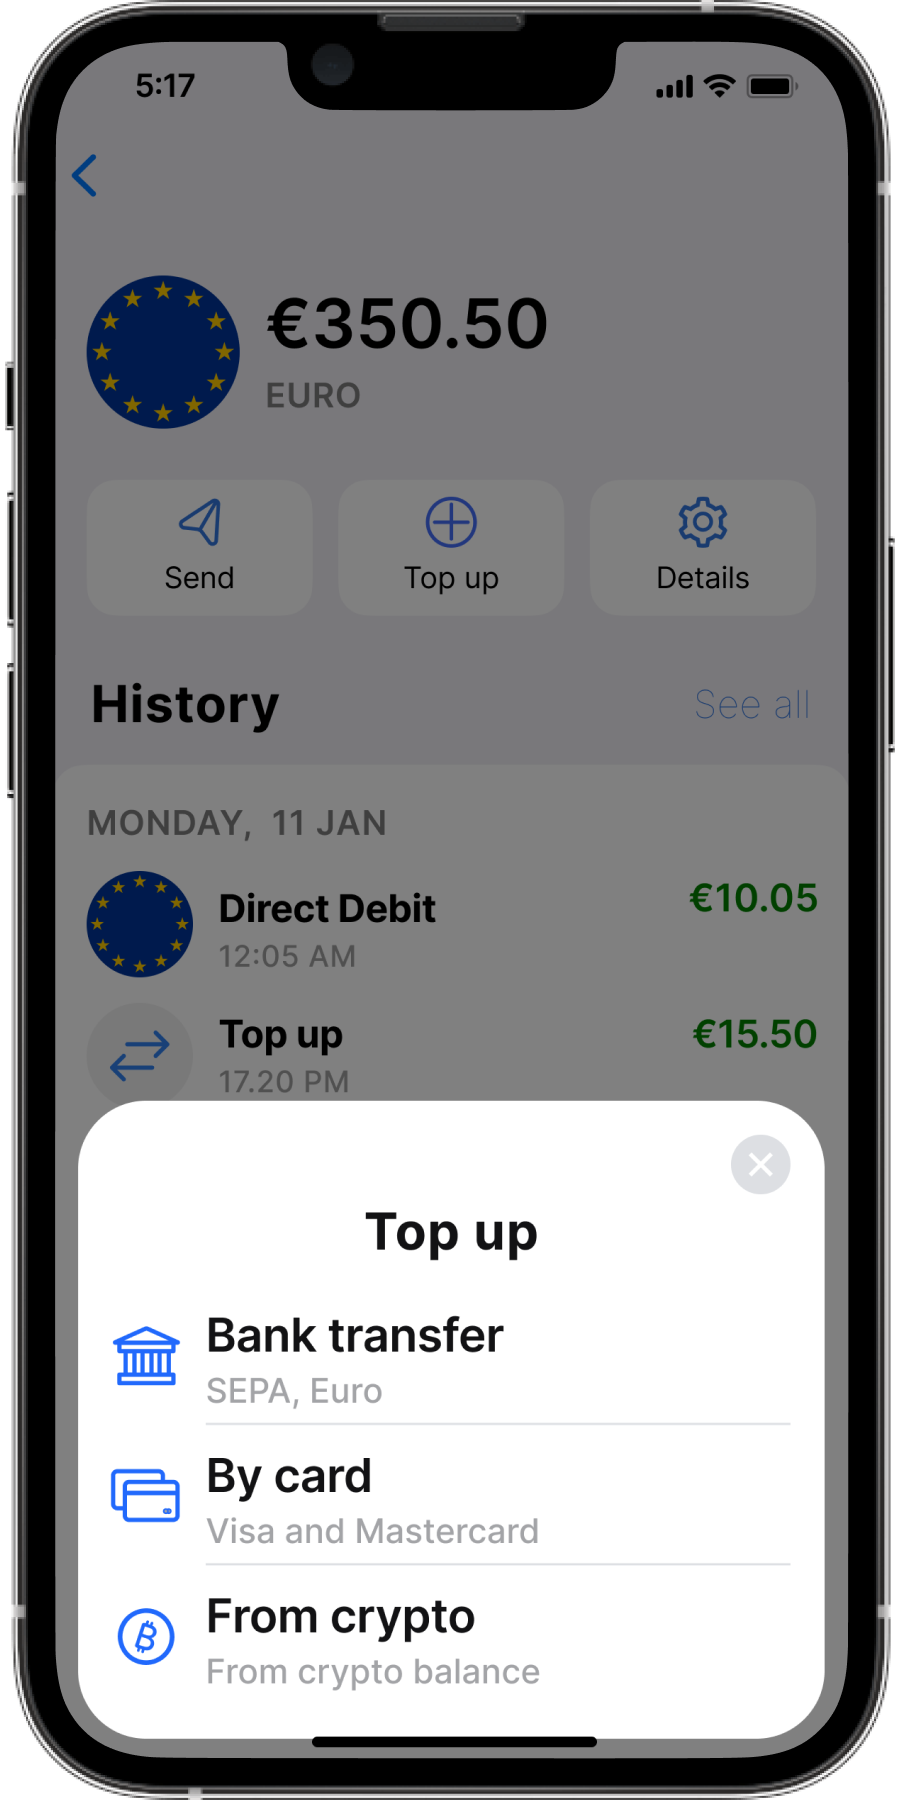 5:17
€350.50
EURO
Send
Top up
Details
History
See all
MONDAY, 11 JAN
Direct Debit
€10.05
12:05 AM
Top up
€15.50
17.20 PM
Top up
Bank transfer
SEPA, Euro
By card
Visa and Mastercard
From crypto
From crypto balance